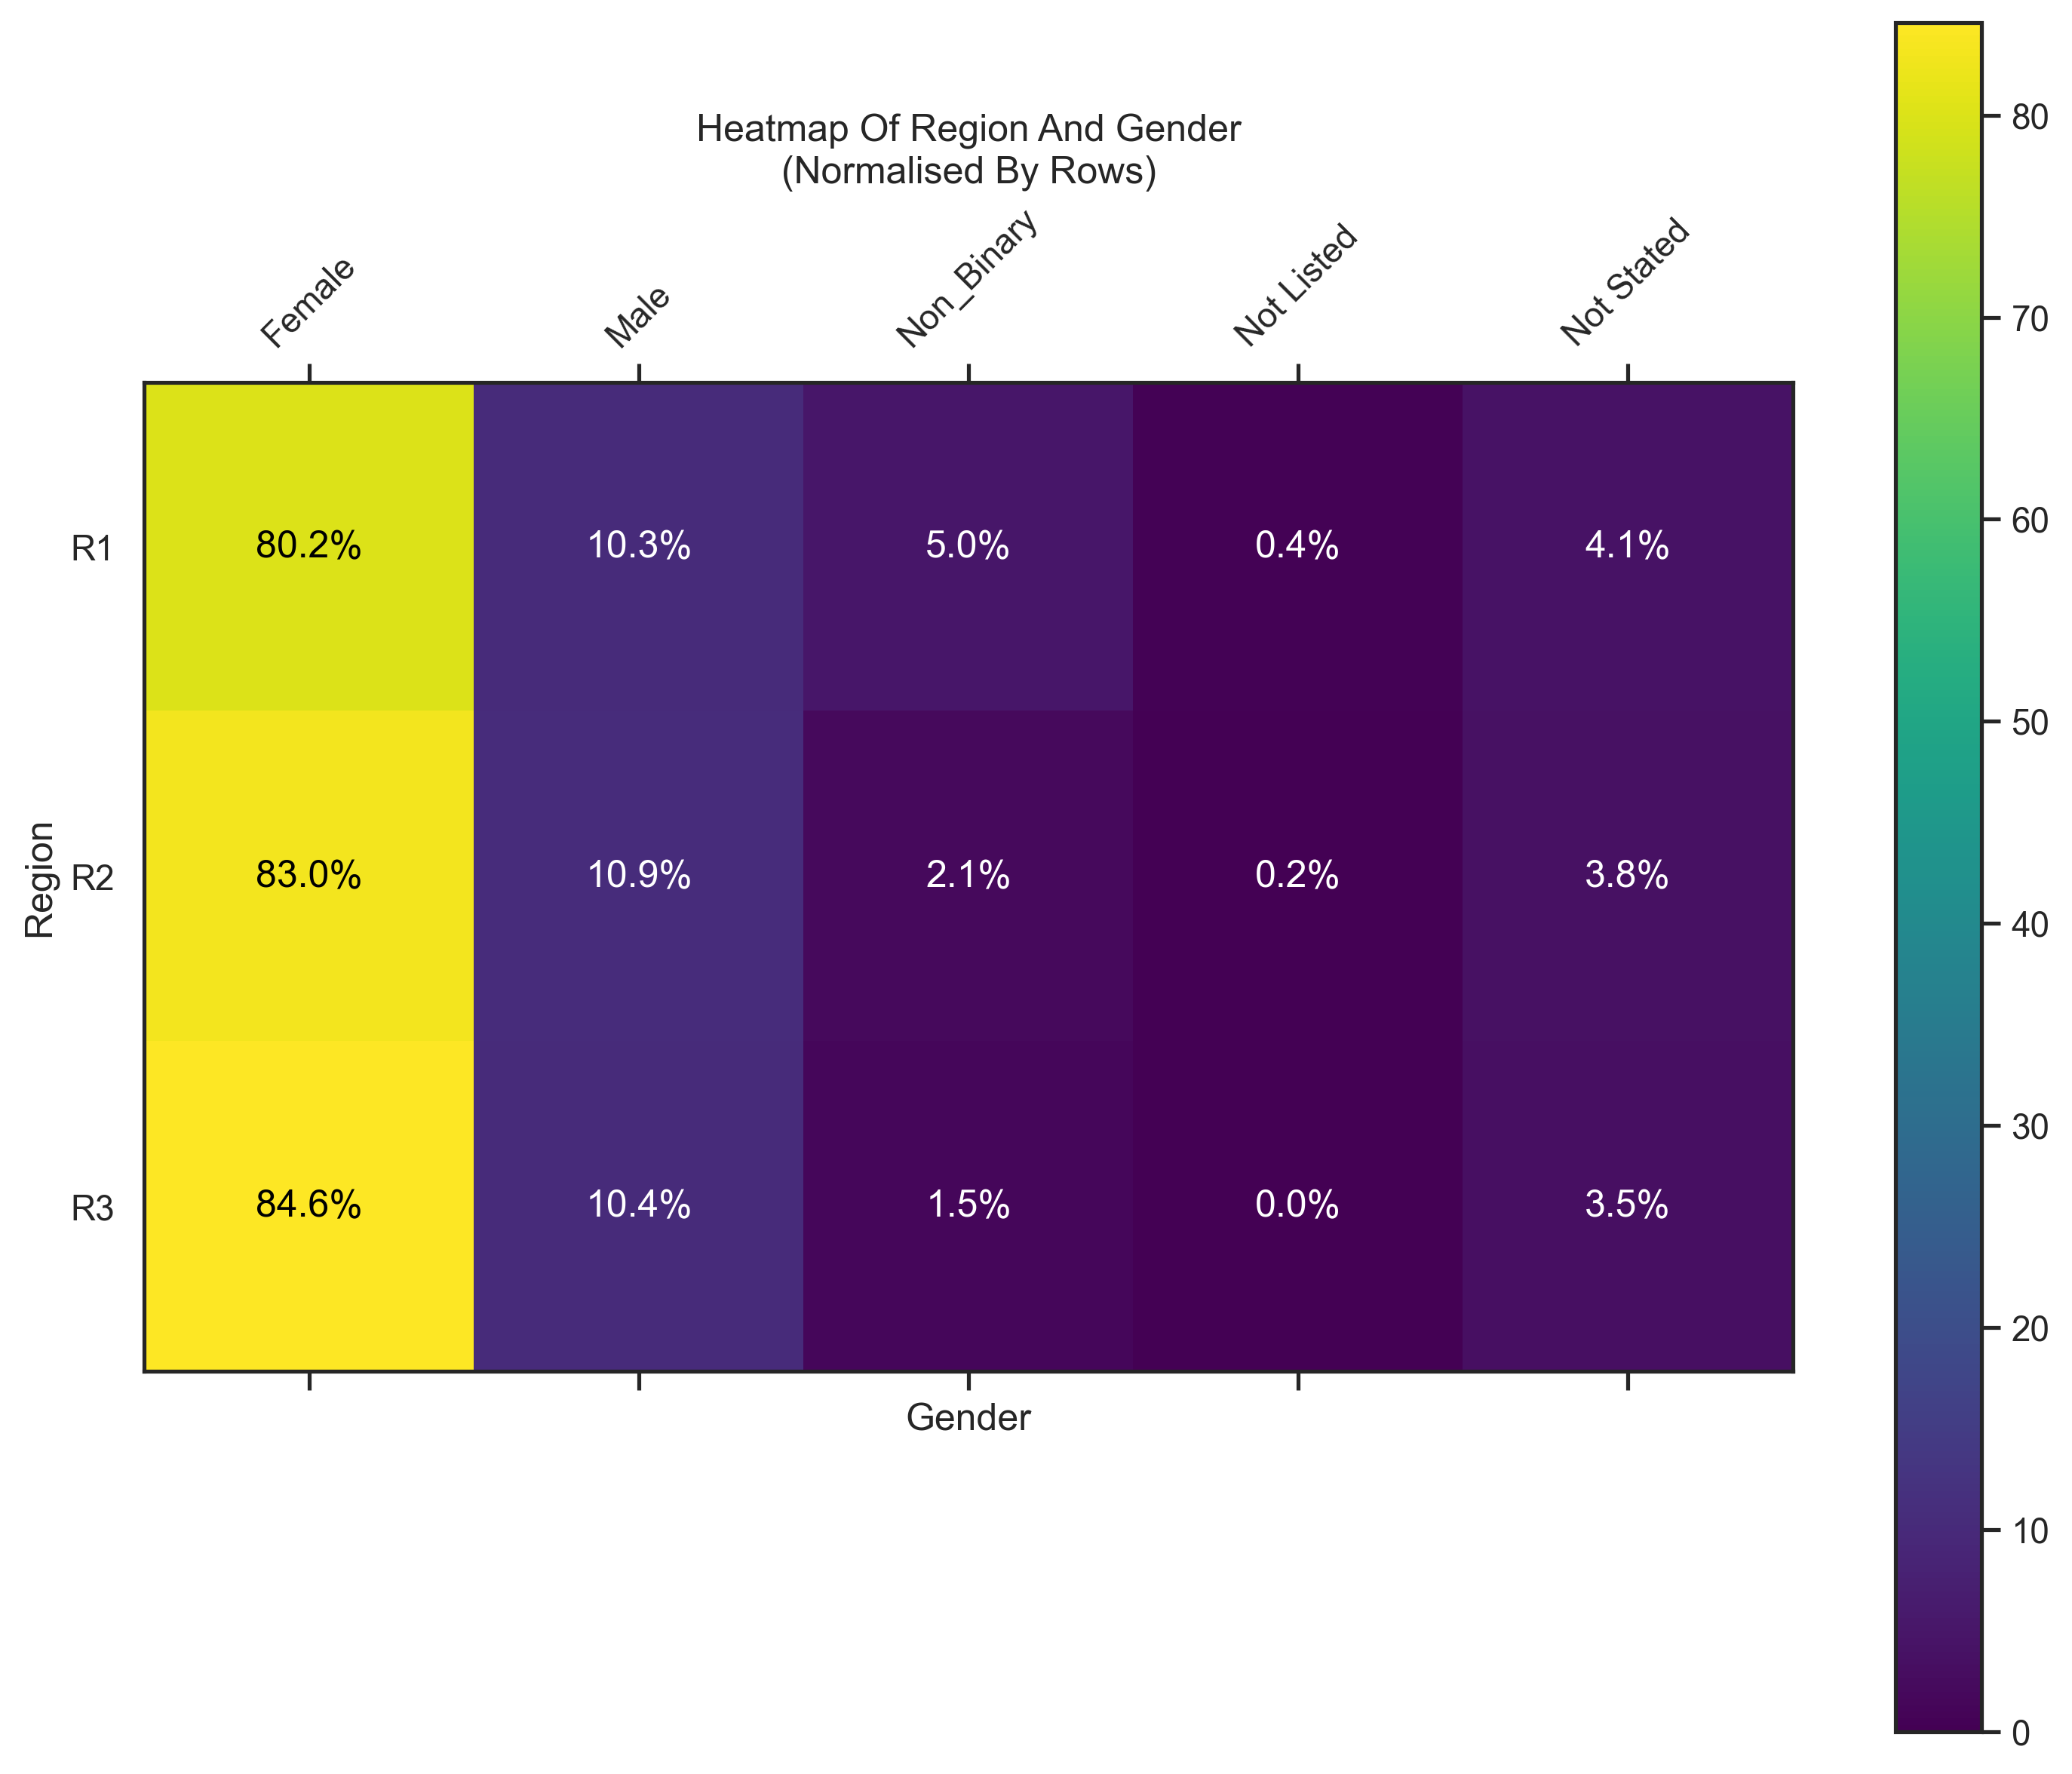 Heatmap Of Region And Gender
(Normalised By Rows)
Female Male Non_Binary Not Listed Not Stated
R1 80.2% 10.3% 5.0% 0.4% 4.1%
R2 83.0% 10.9% 2.1% 0.2% 3.8%
R3 84.6% 10.4% 1.5% 0.0% 3.5%
Region
Gender
80
70
60
50
40
30
20
10
0